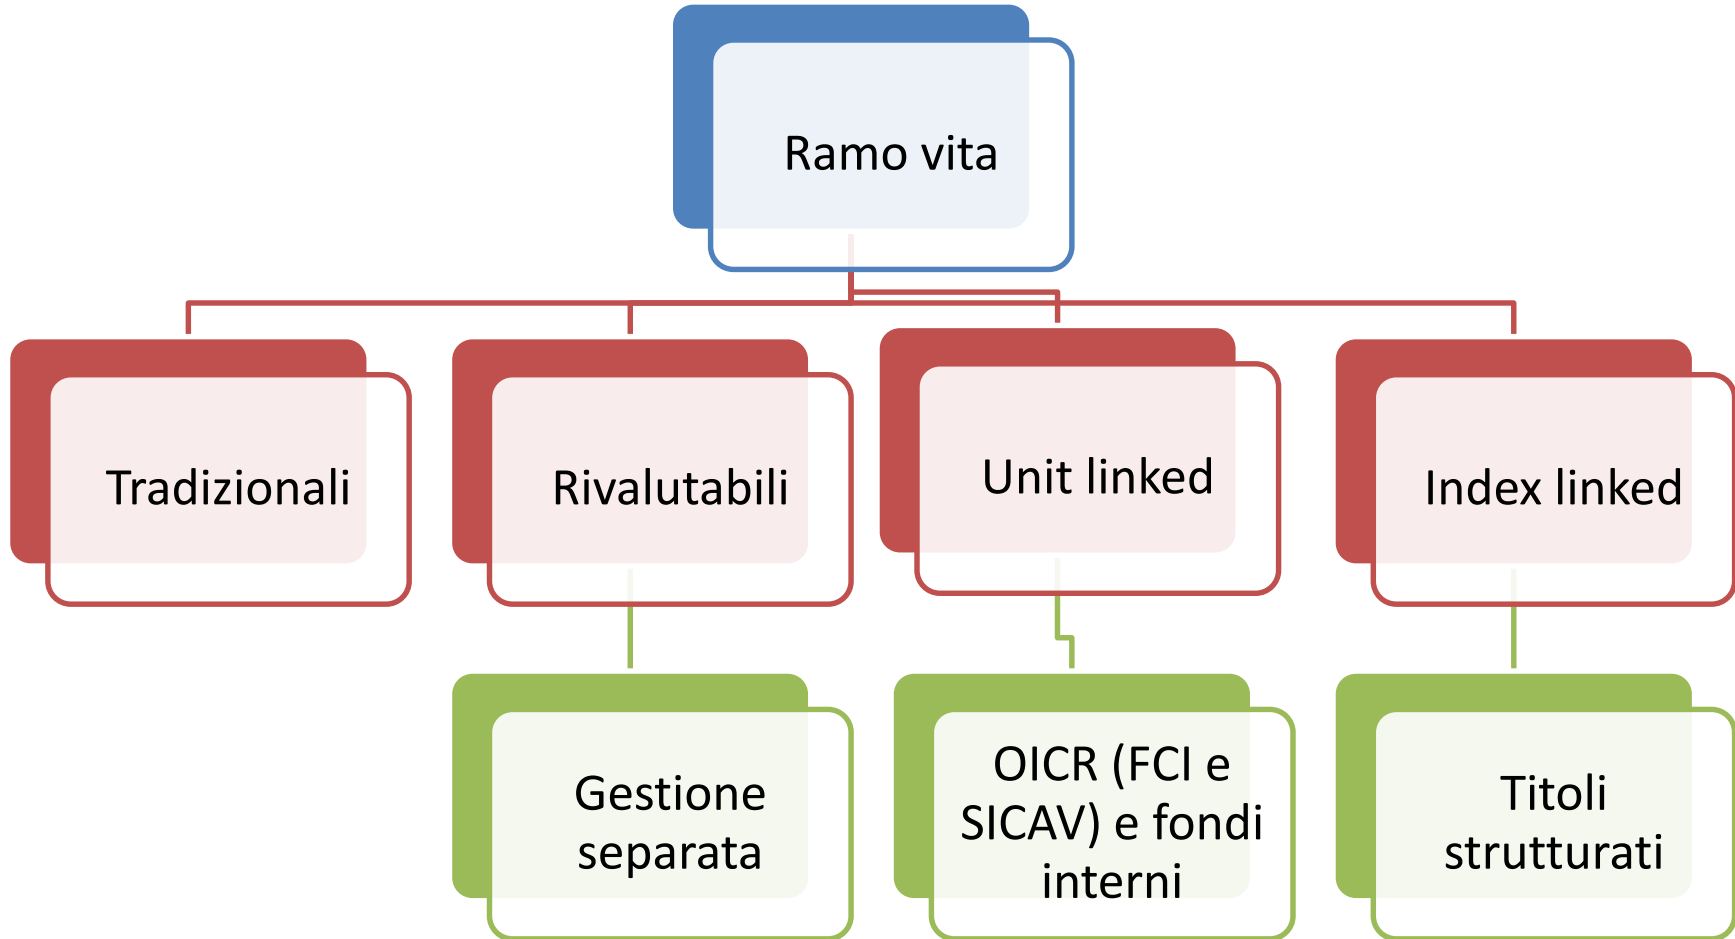 Ramo vita
Tradizionali
Rivalutabili
Unit linked
Index linked
Gestione
separata
OICR (FCI e
SICAV) e fondi
interni
Titoli
strutturati